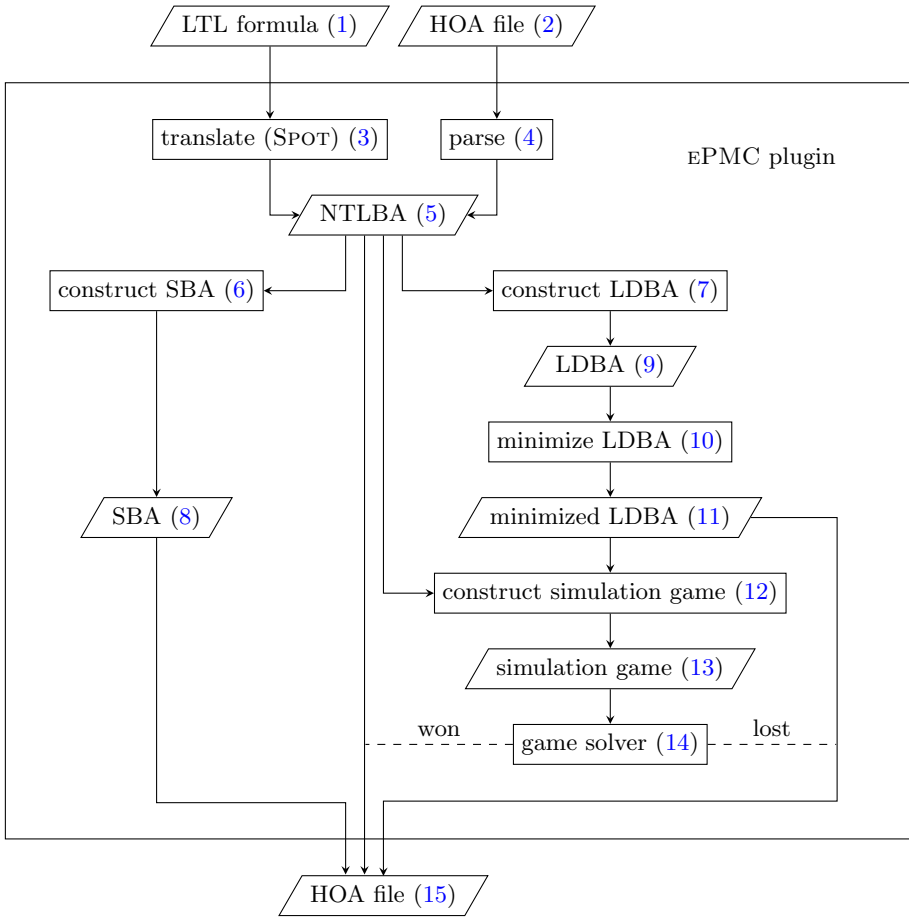 LTL formula (1)
HOA file (2)
translate (SPOT) (3)
parse (4)
EPMC plugin
NTLBA (5)
construct SBA (6)
construct LDBA (7)
LDBA (9)
minimize LDBA (10)
SBA (8)
minimized LDBA (11)
construct simulation game (12)
simulation game (13)
won
game solver (14)
lost
HOA file (15)